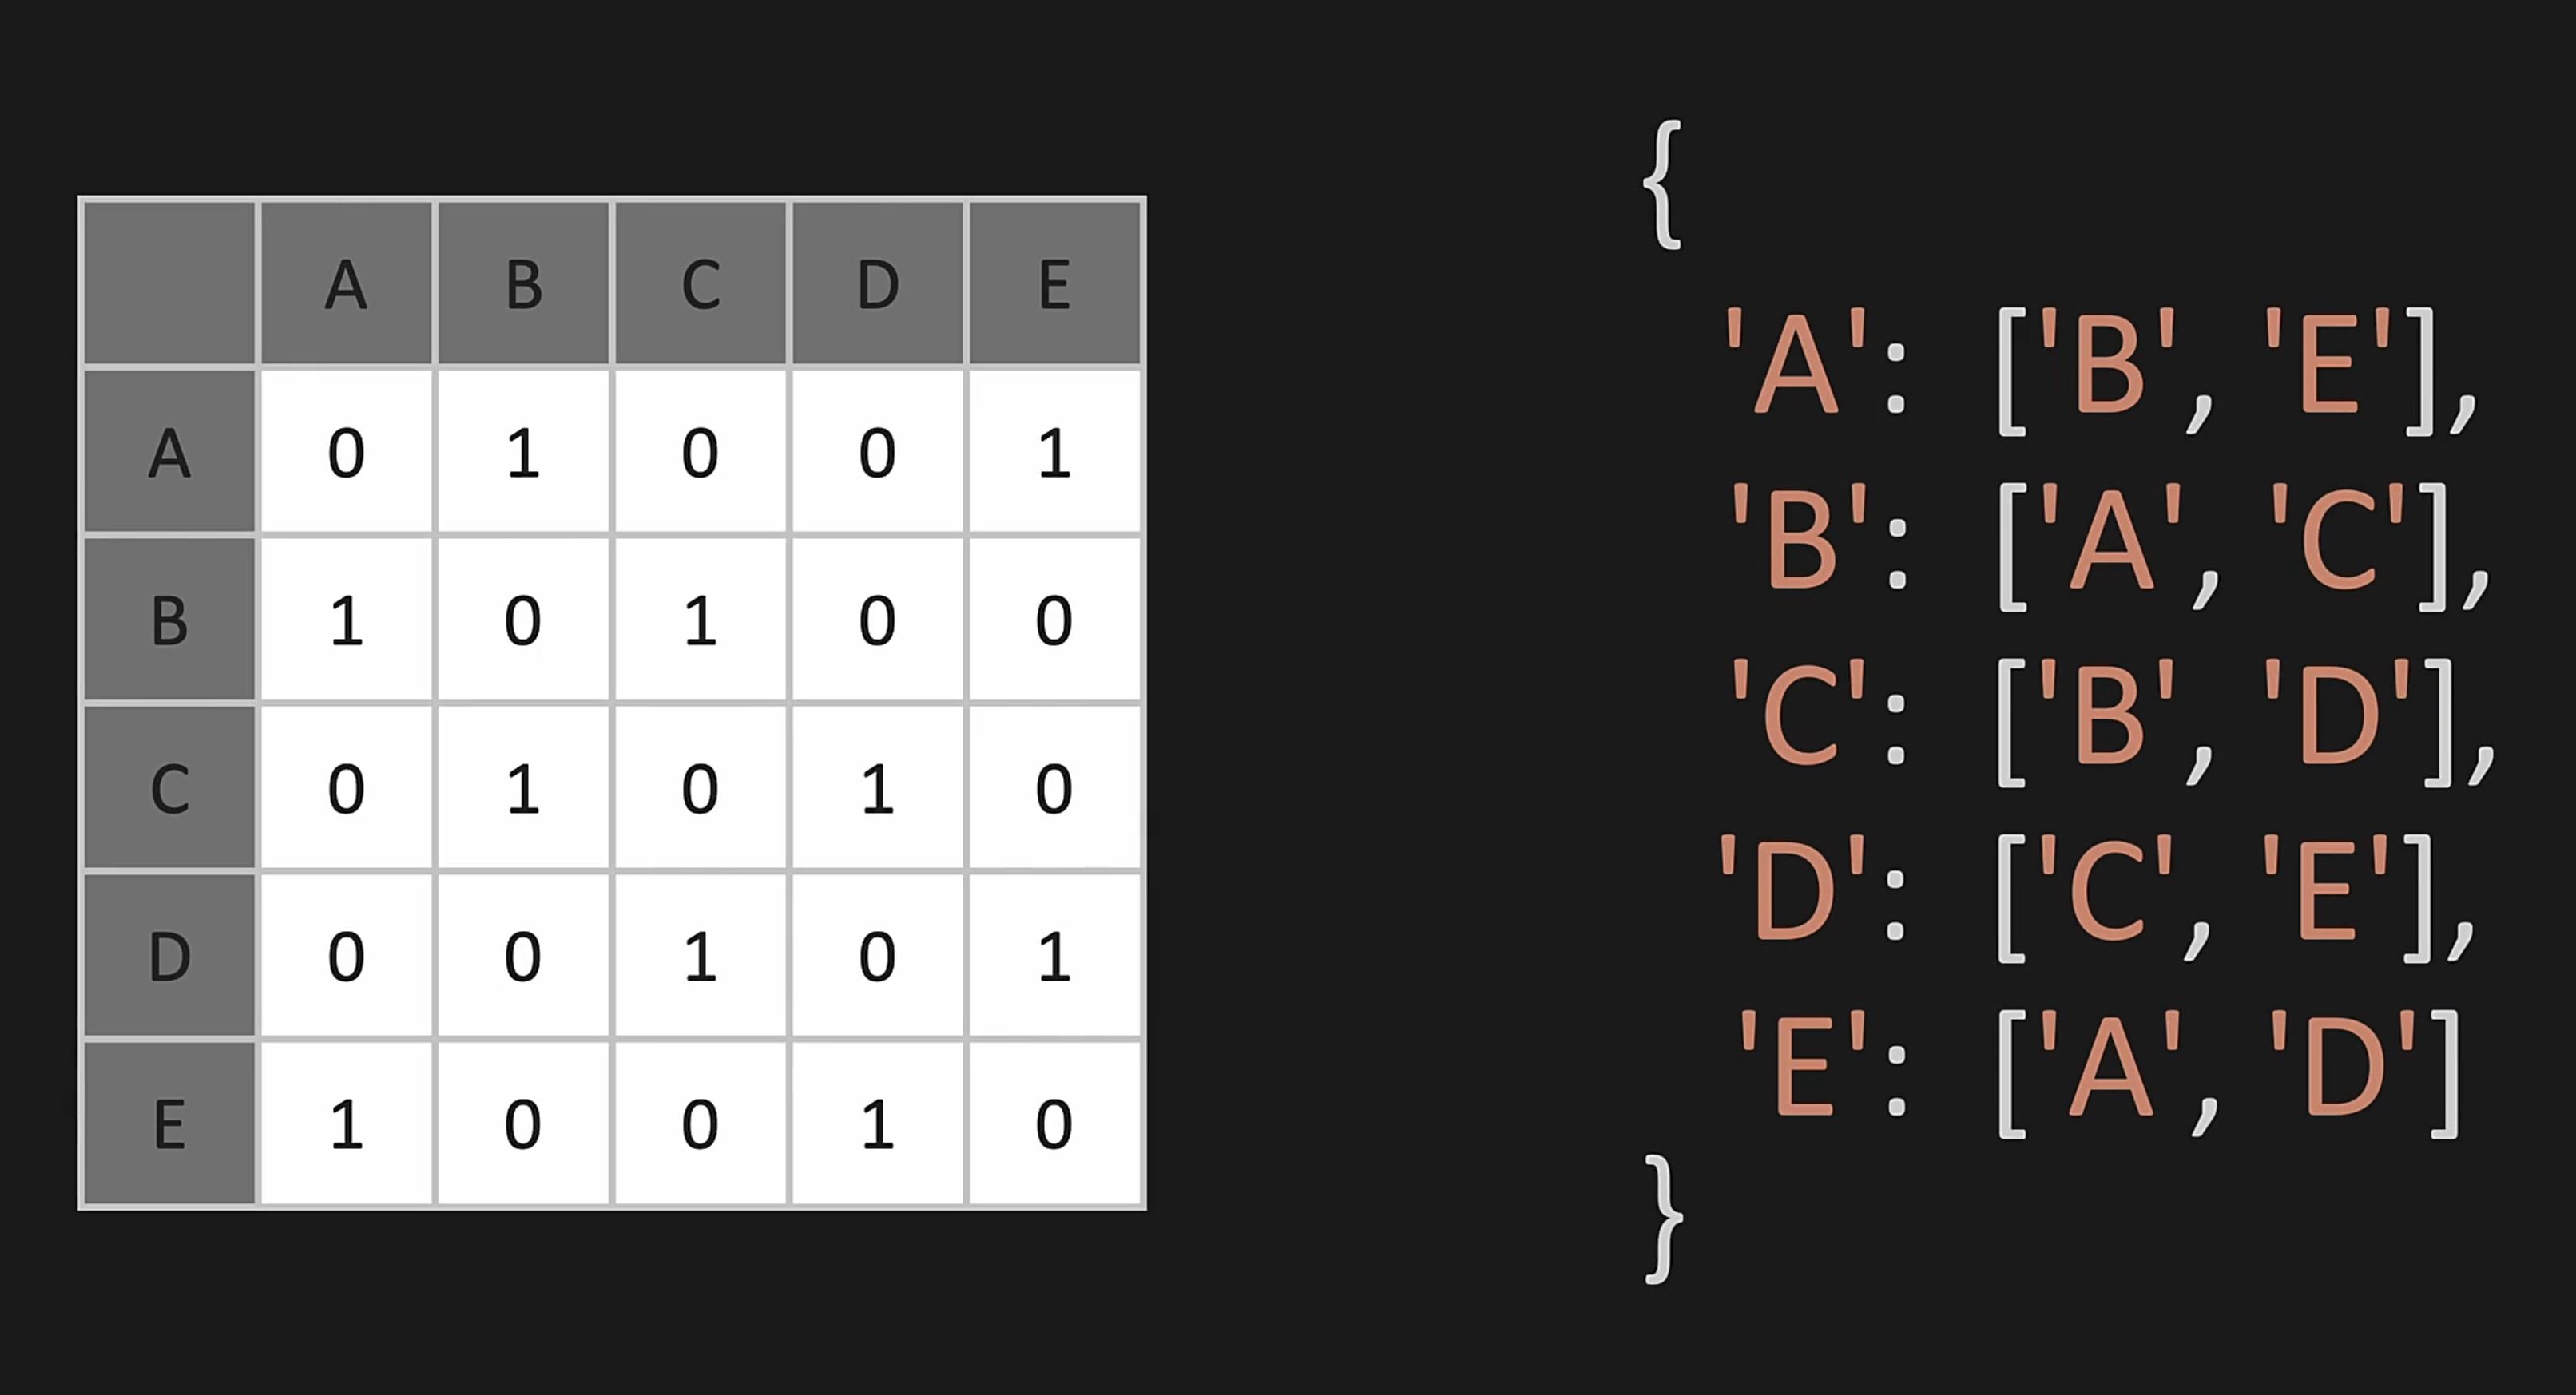 A B C D E
A 0 1 0 0 1
B 1 0 1 0 0
C 0 1 0 1 0
D 0 0 1 0 1
E 1 0 0 1 0
{
'A': ['B', 'E'],
'B': ['A', 'C'],
'C': ['B', 'D'],
'D': ['C', 'E'],
'E': ['A', 'D']
}